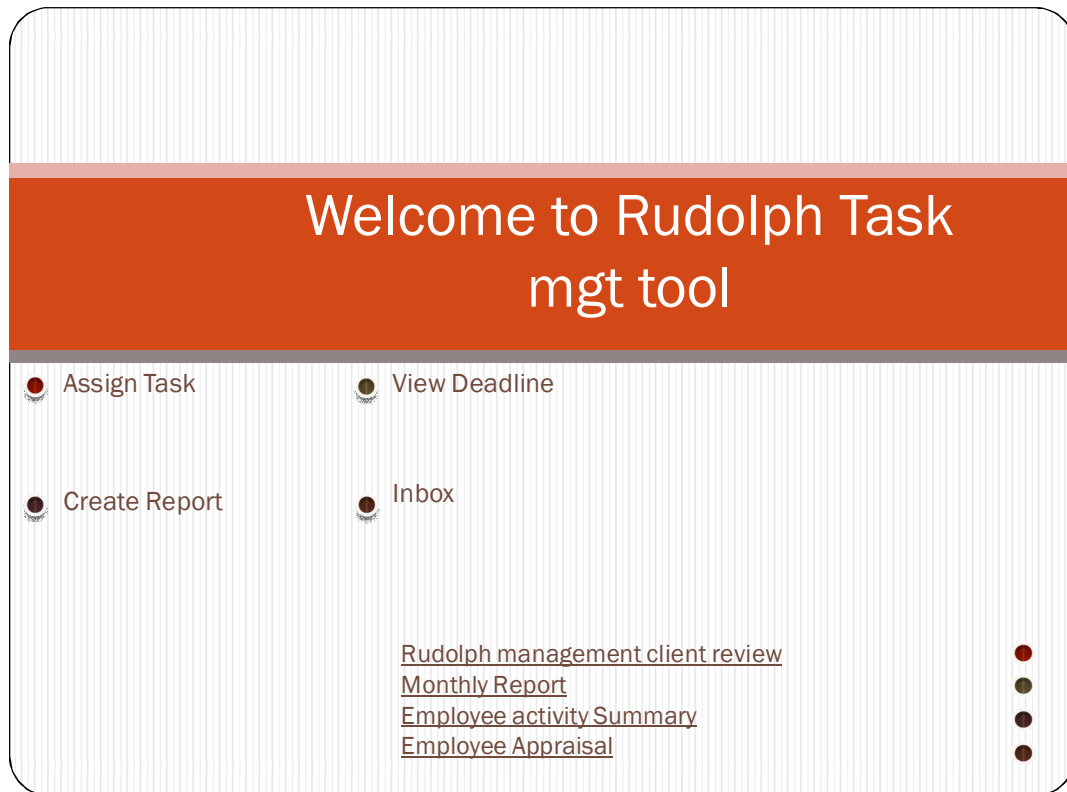 Welcome to Rudolph Task
mgt tool
Assign Task
View Deadline
Create Report
Inbox
Rudolph management client review
Monthly Report
Employee activity Summary
Employee Appraisal